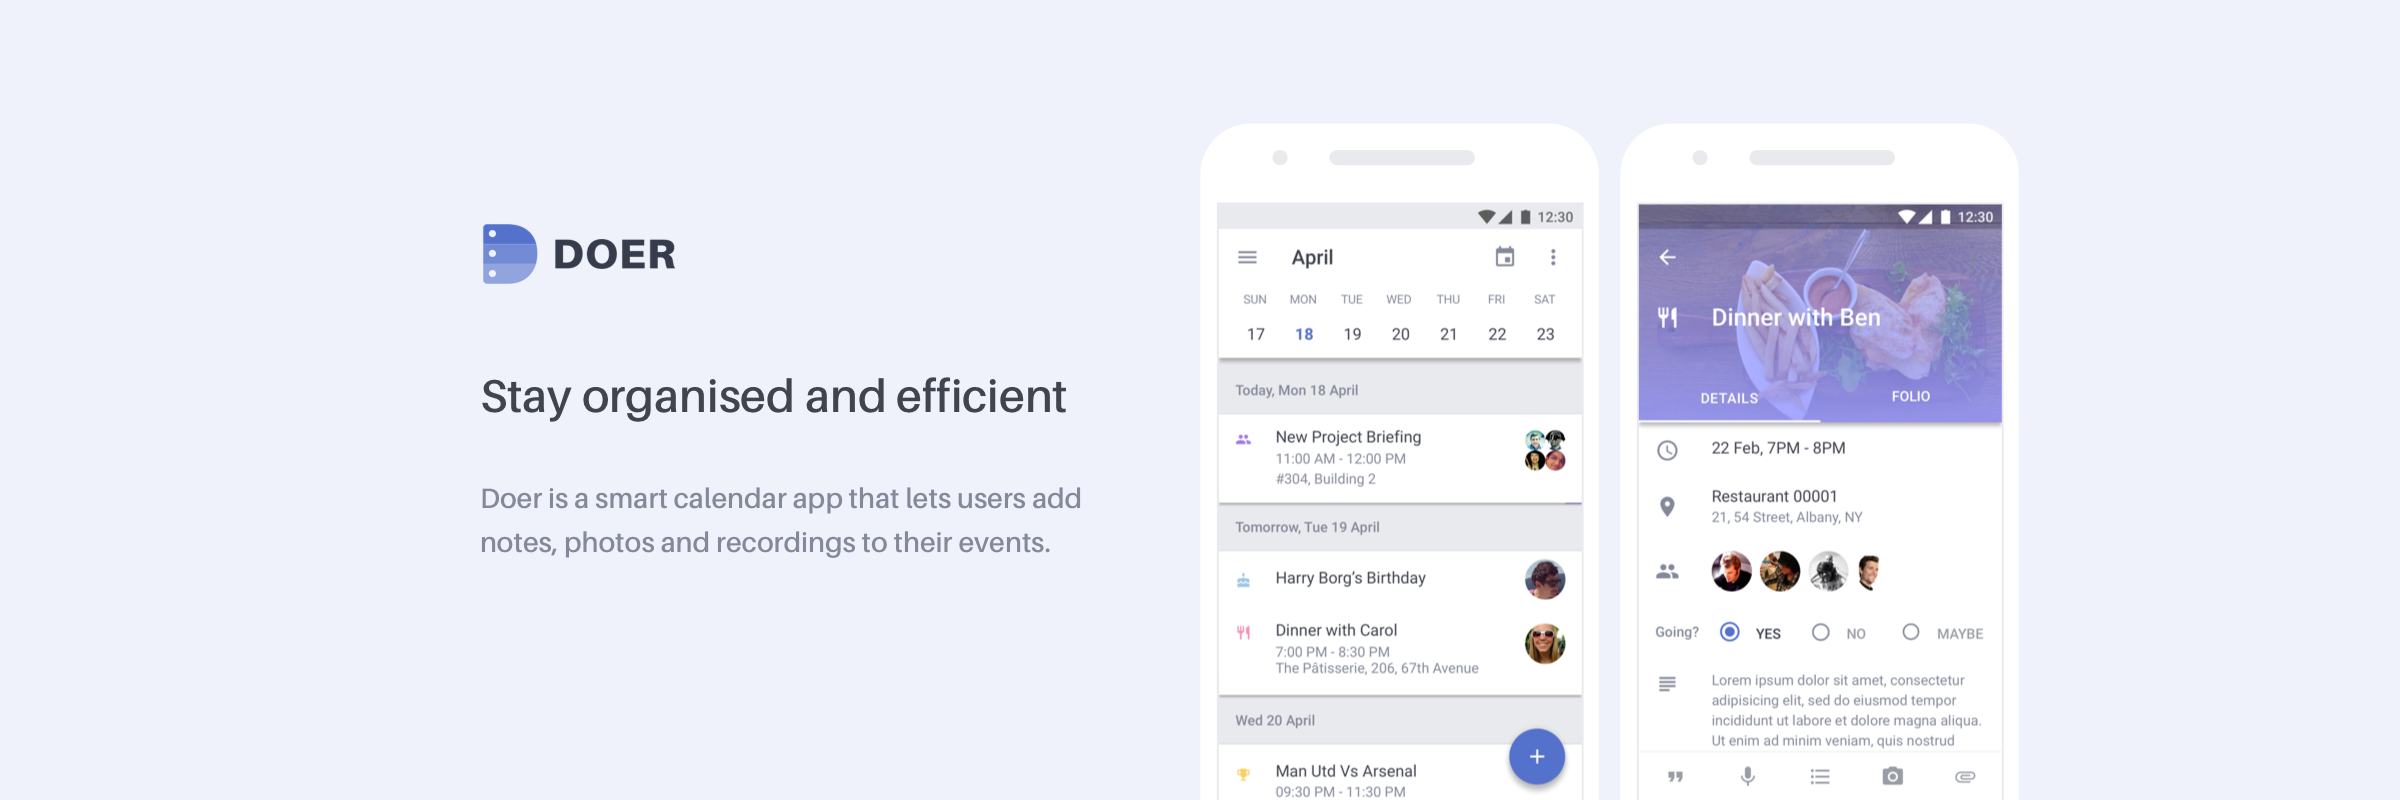 DOER
Stay organised and efficient
Doer is a smart calendar app that lets users add
notes, photos and recordings to their events.
12:30
April
SUN MON TUE WED THU FRI SAT
17 18 19 20 21 22 23
Today, Mon 18 April
New Project Briefing
11:00 AM - 12:00 PM
#304, Building 2
Tomorrow, Tue 19 April
Harry Borg’s Birthday
Dinner with Carol
7:00 PM - 8:30 PM
The Pâtisserie, 206, 67th Avenue
Wed 20 April
Man Utd Vs Arsenal
09:30 PM - 11:30 PM
12:30
Dinner with Ben
DETAILS FOLIO
22 Feb, 7PM - 8PM
Restaurant 00001
21, 54 Street, Albany, NY
Going? YES NO MAYBE
Lorem ipsum dolor sit amet, consectetur
adipisicing elit, sed do eiusmod tempor
incididunt ut labore et dolore magna aliqua.
Ut enim ad minim veniam, quis nostrud